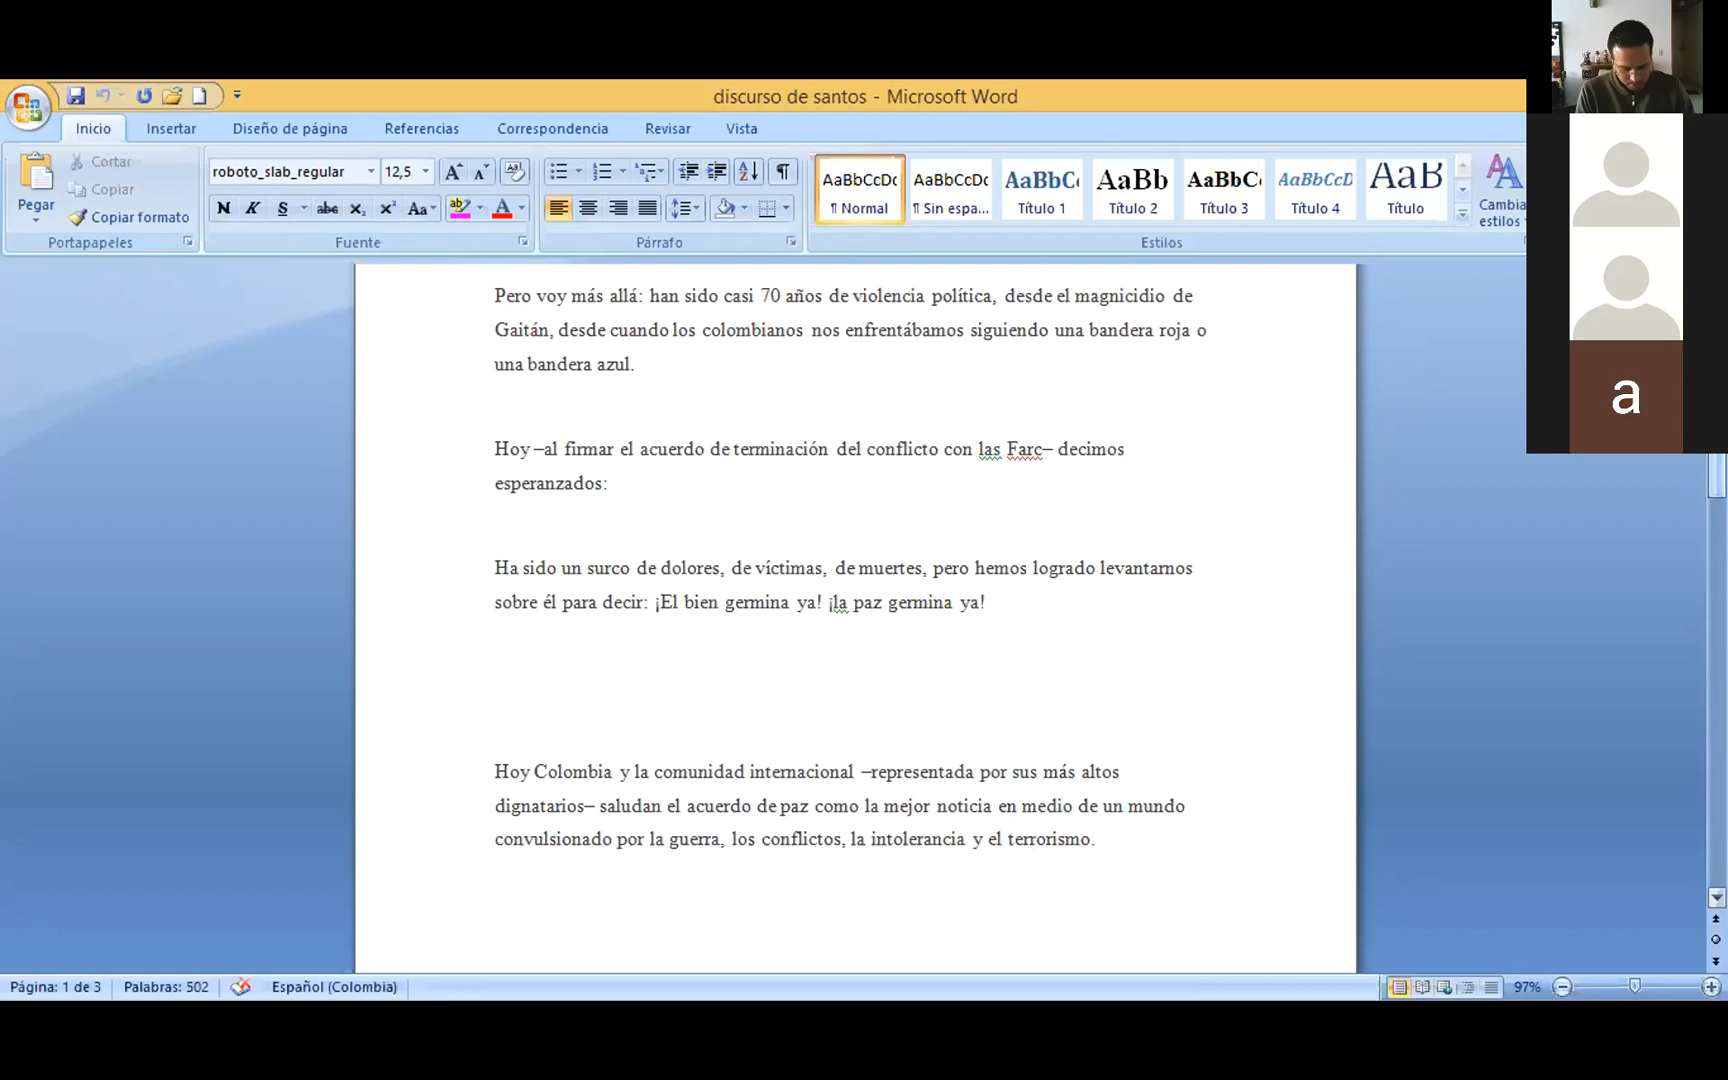 discurso de santos - Microsoft Word
Inicio Insertar Diseño de página Referencias Correspondencia Revisar Vista
Pegar
Cortar
Copiar
Copiar formato
Portapapeles
roboto_slab_regular 12,5
N K S abc X₂ X² Aa
Fuente
Párrafo
AaBbCcDc AaBbCcDc AaBbC AaBb AaBbC AaBbCcD AaB
¶ Normal ¶ Sin espa... Título 1 Título 2 Título 3 Título 4 Título
Cambia
estilos
Estilos
a
Pero voy más allá: han sido casi 70 años de violencia política, desde el magnicidio de
Gaitán, desde cuando los colombianos nos enfrentábamos siguiendo una bandera roja o
una bandera azul.
Hoy –al firmar el acuerdo de terminación del conflicto con las Farc– decimos
esperanzados:
Ha sido un surco de dolores, de víctimas, de muertes, pero hemos logrado levantarnos
sobre él para decir: ¡El bien germina ya! ¡la paz germina ya!
Hoy Colombia y la comunidad internacional –representada por sus más altos
dignatarios– saludan el acuerdo de paz como la mejor noticia en medio de un mundo
convulsionado por la guerra, los conflictos, la intolerancia y el terrorismo.
Página: 1 de 3 Palabras: 502 Español (Colombia) 97%